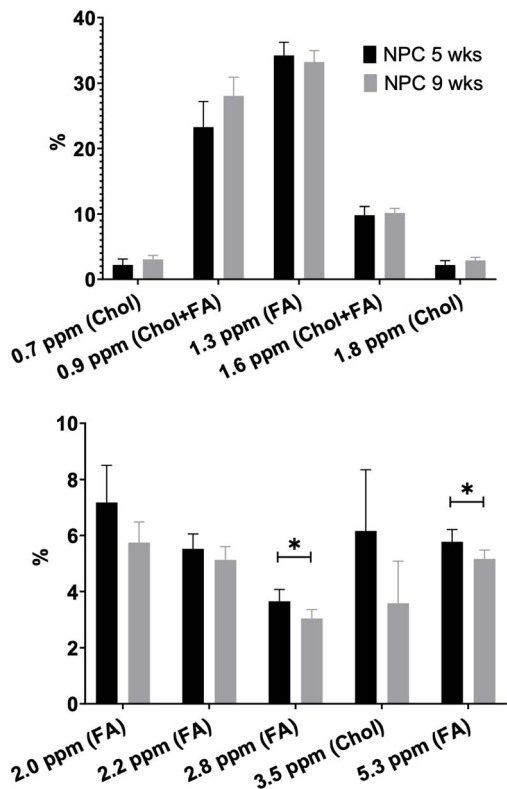 40
30
20
10
0
%
NPC 5 wks
NPC 9 wks
0.7 ppm (Chol)
0.9 ppm (Chol+FA)
1.3 ppm (FA)
1.6 ppm (Chol+FA)
1.8 ppm (Chol)
10
8
6
4
2
0
%
*
*
2.0 ppm (FA)
2.2 ppm (FA)
2.8 ppm (FA)
3.5 ppm (Chol)
5.3 ppm (FA)